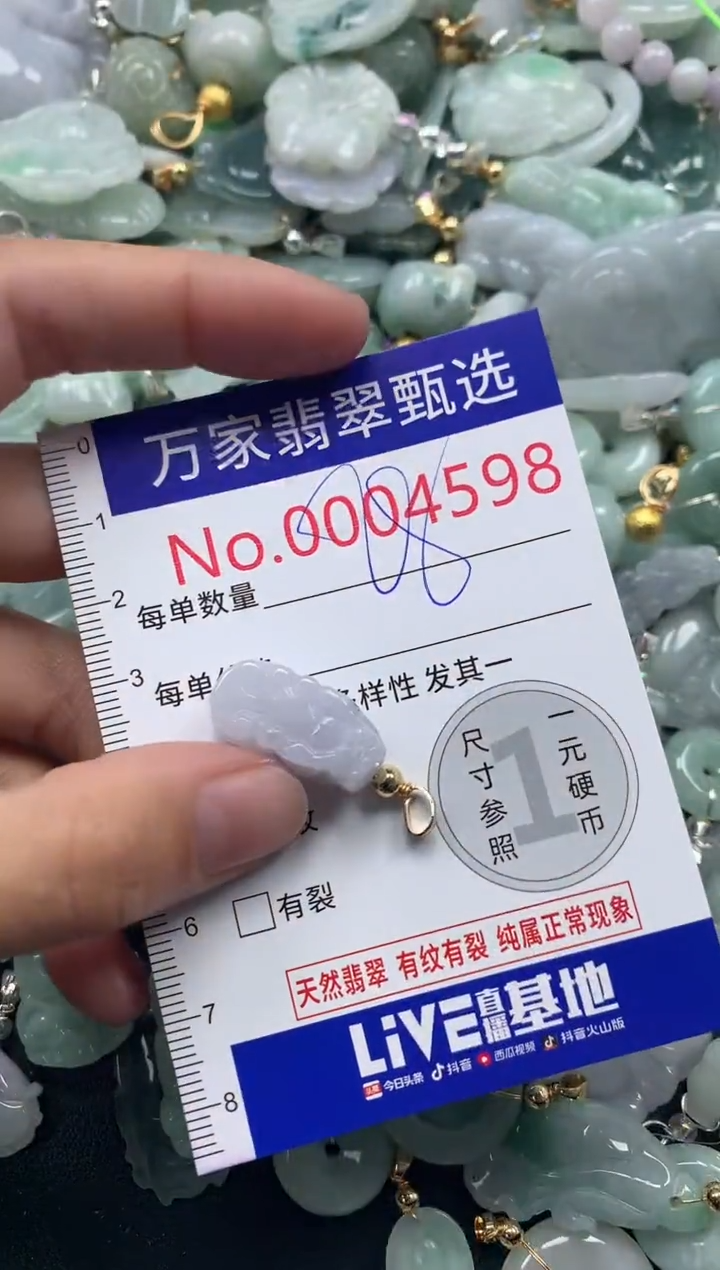 万家翡翠甄选
No.0004598
每单数量
每单 样性 发其一
尺寸参照
1
一元硬币
有裂
天然翡翠 有纹有裂 纯属正常现象
LiVE直播基地
头条 今日头条 抖音 西瓜视频 抖音火山版
0
1
2
3
6
7
8